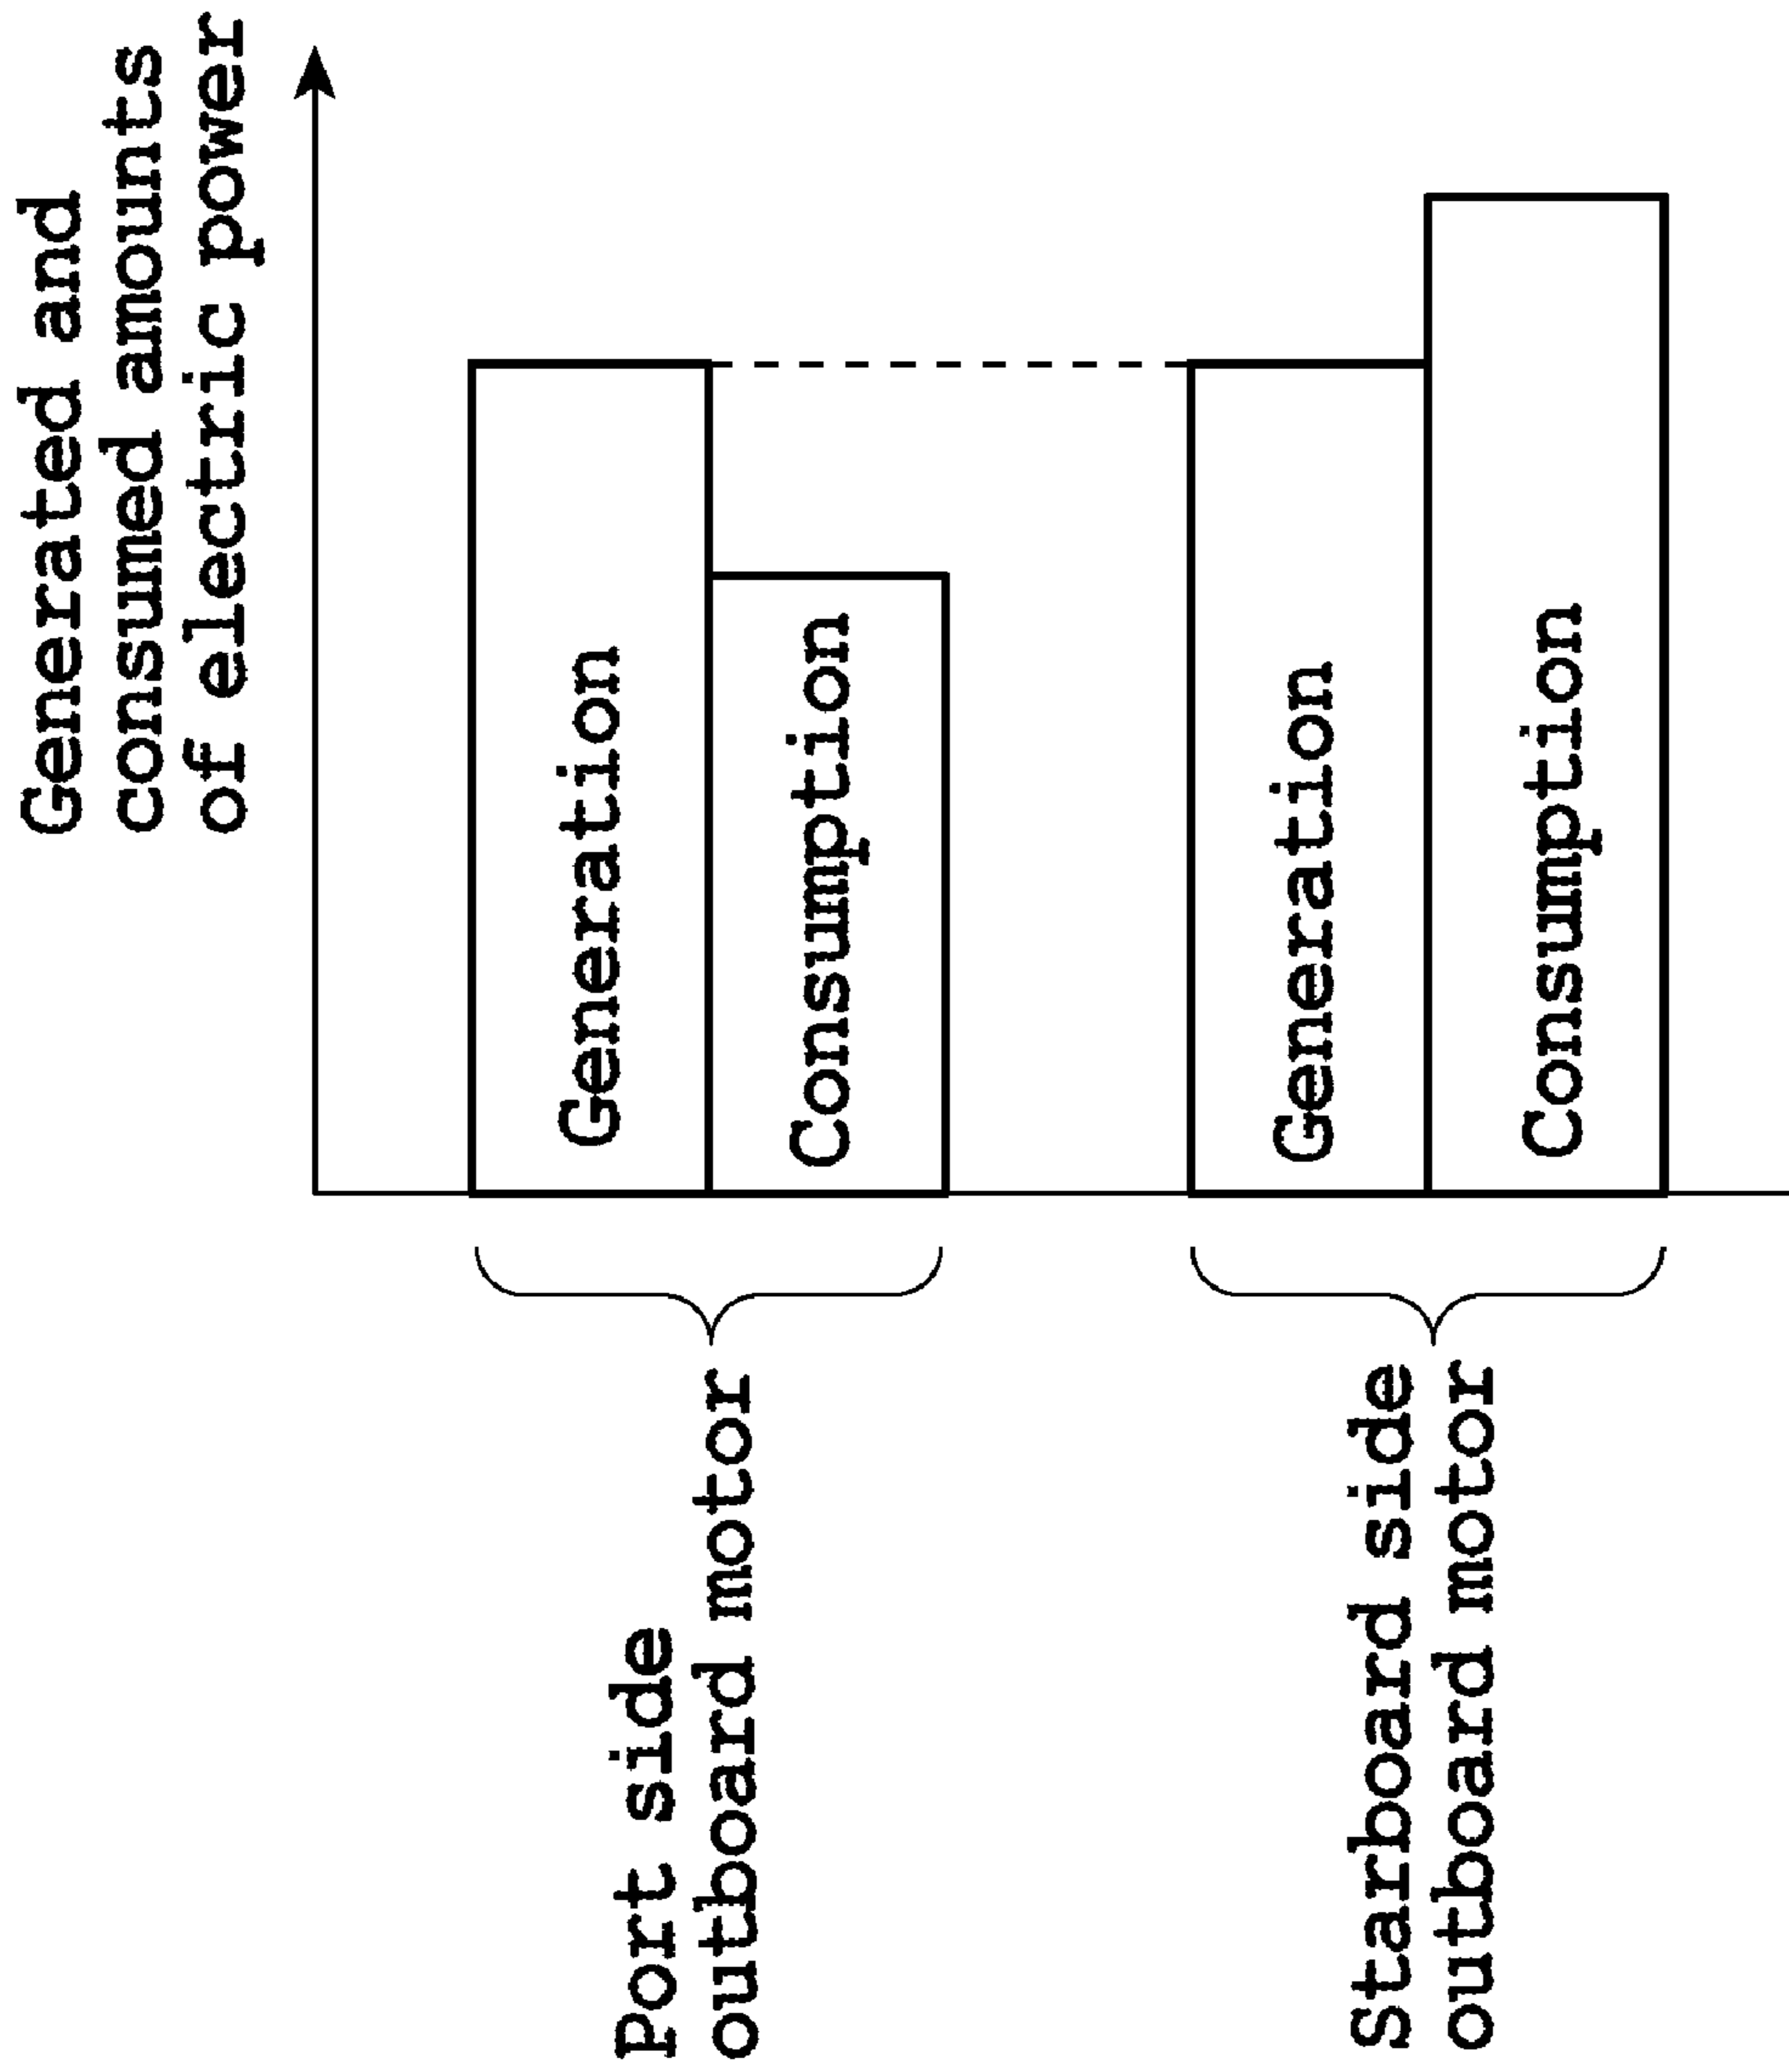 Generated and
consumed amounts
of electric power
Generation
Consumption
Generation
Consumption
Port side
outboard motor
Starboard side
outboard motor